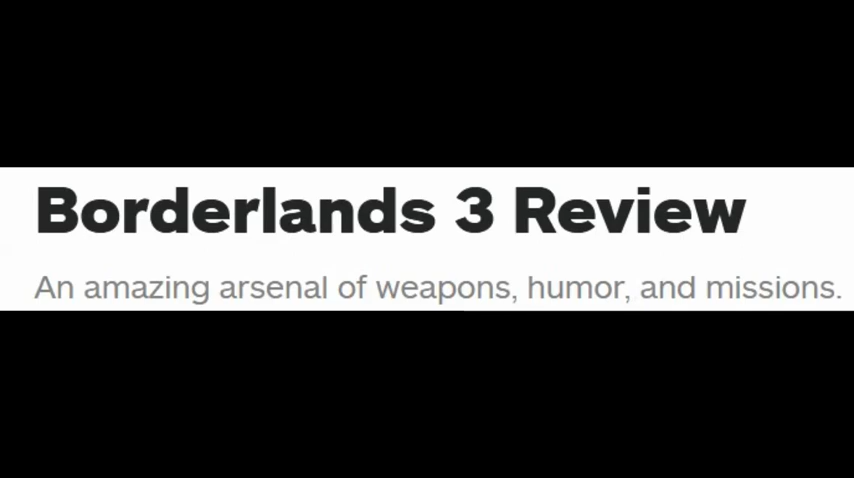 Borderlands 3 Review
An amazing arsenal of weapons, humor, and missions.